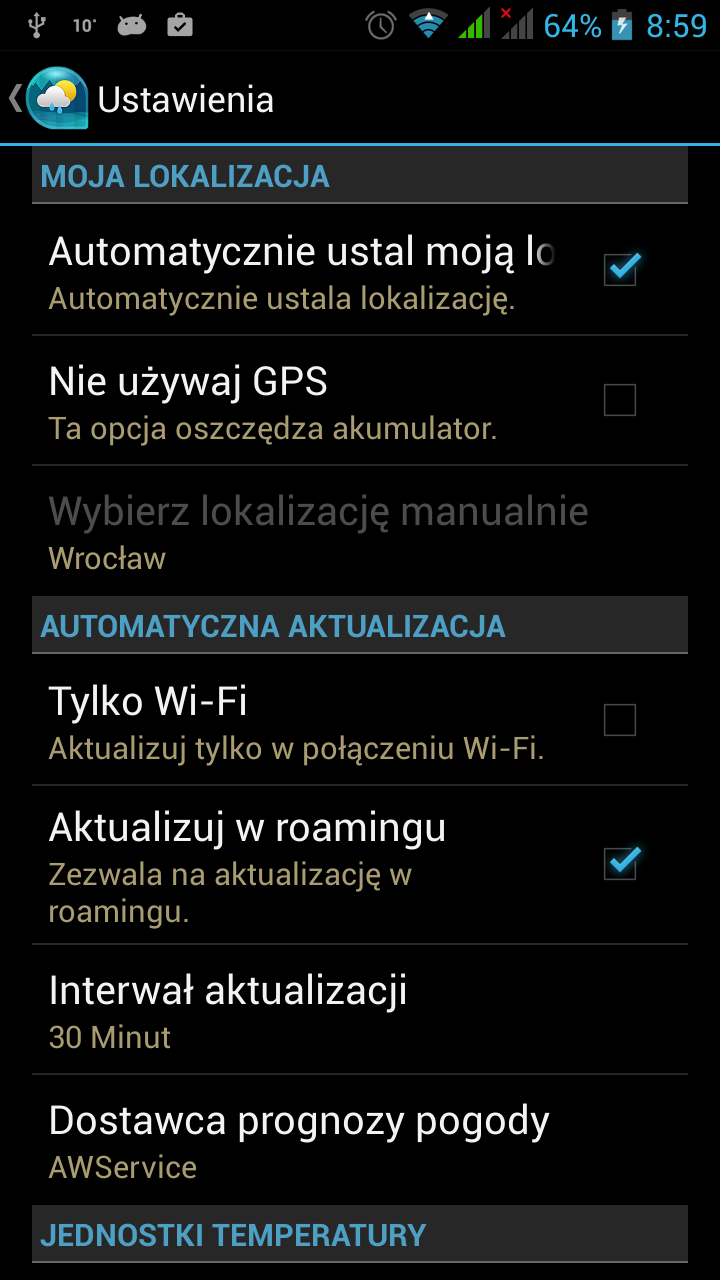 10° 64% 8:59
Ustawienia
MOJA LOKALIZACJA
Automatycznie ustal moją lo
Automatycznie ustala lokalizację.
Nie używaj GPS
Ta opcja oszczędza akumulator.
Wybierz lokalizację manualnie
Wrocław
AUTOMATYCZNA AKTUALIZACJA
Tylko Wi-Fi
Aktualizuj tylko w połączeniu Wi-Fi.
Aktualizuj w roamingu
Zezwala na aktualizację w
roamingu.
Interwał aktualizacji
30 Minut
Dostawca prognozy pogody
AWService
JEDNOSTKI TEMPERATURY